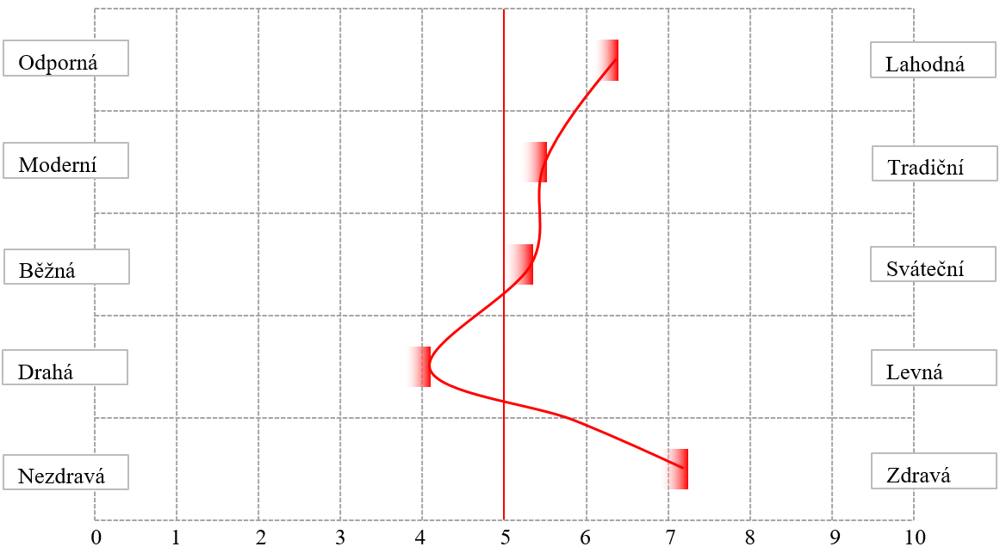 Odporná
Lahodná
Moderní
Tradiční
Běžná
Sváteční
Drahá
Levná
Nezdravá
Zdravá
0 1 2 3 4 5 6 7 8 9 10